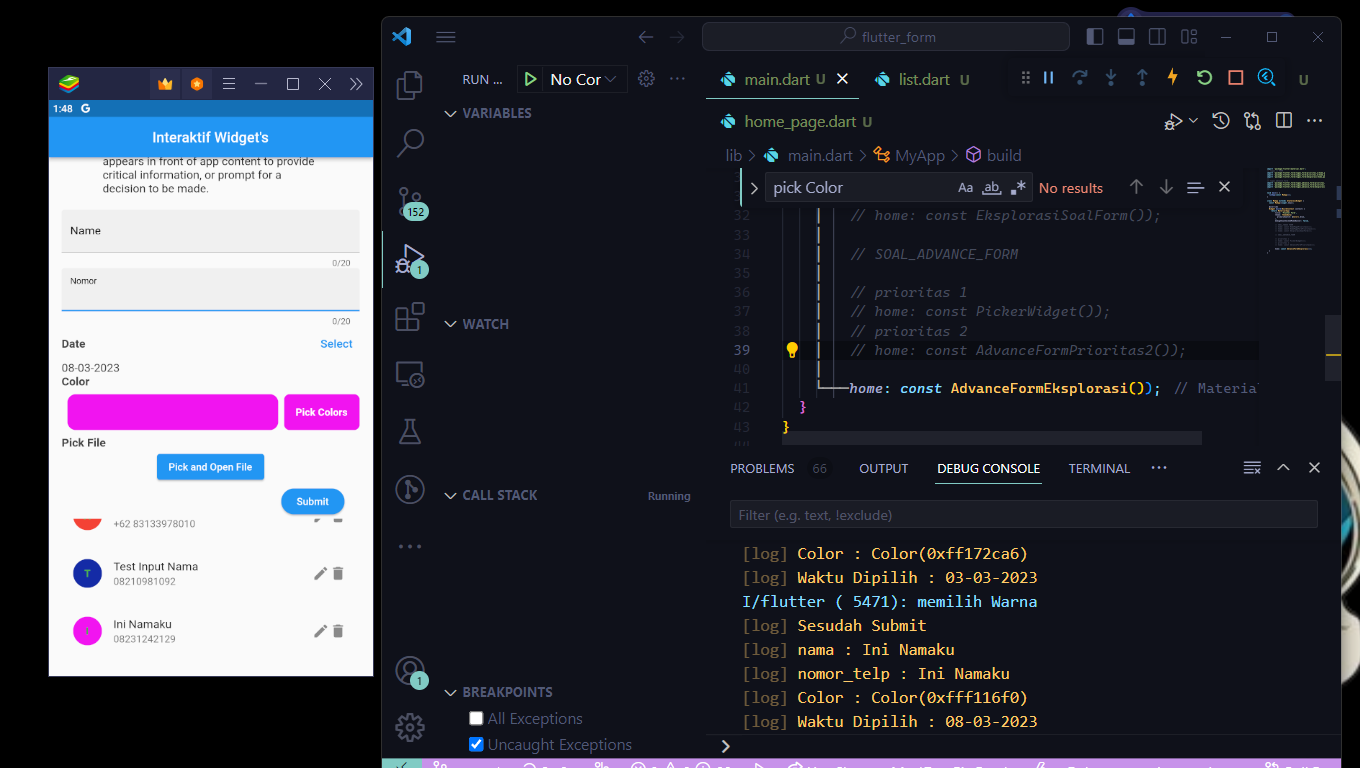 1:48 G
Interaktif Widget's
appears in front of app content to provide
critical information, or prompt for a
decision to be made.
Name
0/20
Nomor
0/20
Date Select
08-03-2023
Color
Pick Colors
Pick File
Pick and Open File
Submit
+62 83133978010
T Test Input Nama
08210981092
I Ini Namaku
08231242129
flutter_form
152
1
1
RUN ... No Cor
VARIABLES
WATCH
CALL STACK Running
BREAKPOINTS
All Exceptions
Uncaught Exceptions
main.dart U list.dart U U
home_page.dart U
lib > main.dart > MyApp > build
pick Color Aa ab No results
32 // home: const EksplorasiSoalForm());
33
34 // SOAL_ADVANCE_FORM
35
36 // prioritas 1
37 // home: const PickerWidget());
38 // prioritas 2
39 // home: const AdvanceFormPrioritas2());
40
41 home: const AdvanceFormEksplorasi()); // Material
42 }
43 }
PROBLEMS 66 OUTPUT DEBUG CONSOLE TERMINAL ...
Filter (e.g. text, !exclude)
[log] Color : Color(0xff172ca6)
[log] Waktu Dipilih : 03-03-2023
I/flutter ( 5471): memilih Warna
[log] Sesudah Submit
[log] nama : Ini Namaku
[log] nomor_telp : Ini Namaku
[log] Color : Color(0xfff116f0)
[log] Waktu Dipilih : 08-03-2023